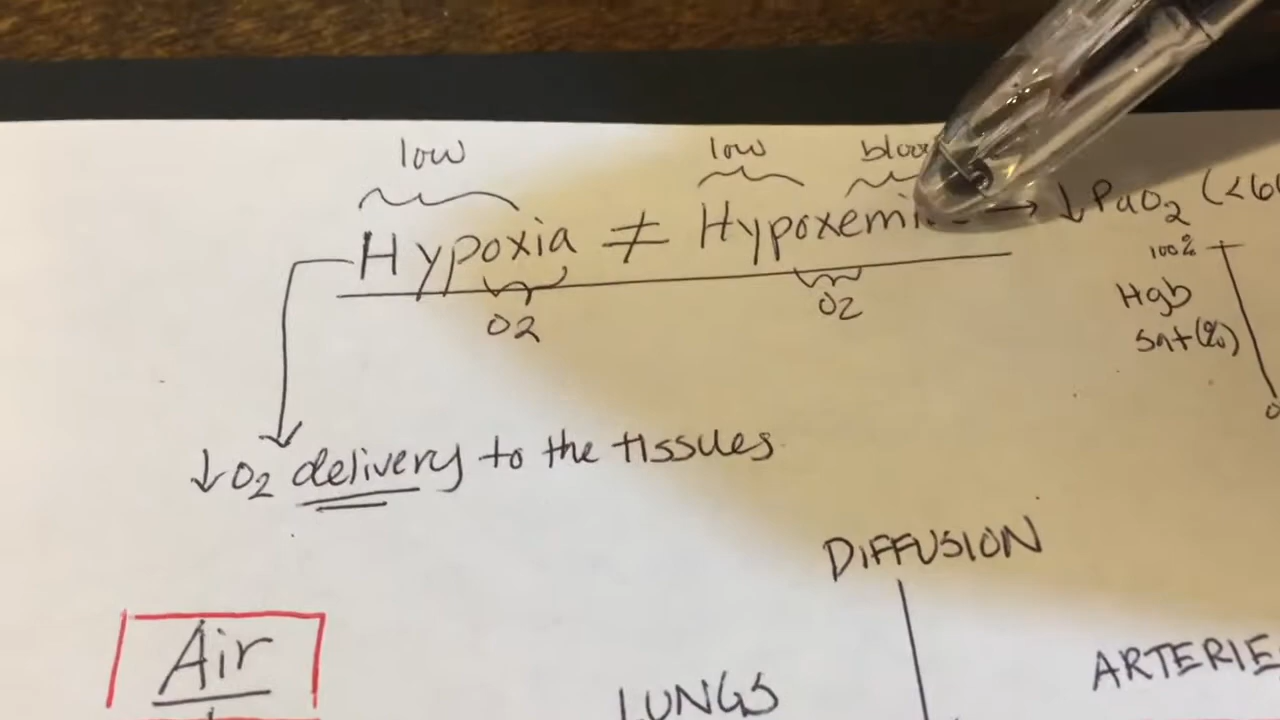 low low
Hypoxia ≠ Hypoxemi → ↓ PaO2 (<6
O2 O2
100%
Hgb
Sat(%)
↓O2 delivery to the tissues
DIFFUSION
Air
LUNGS
ARTERIE